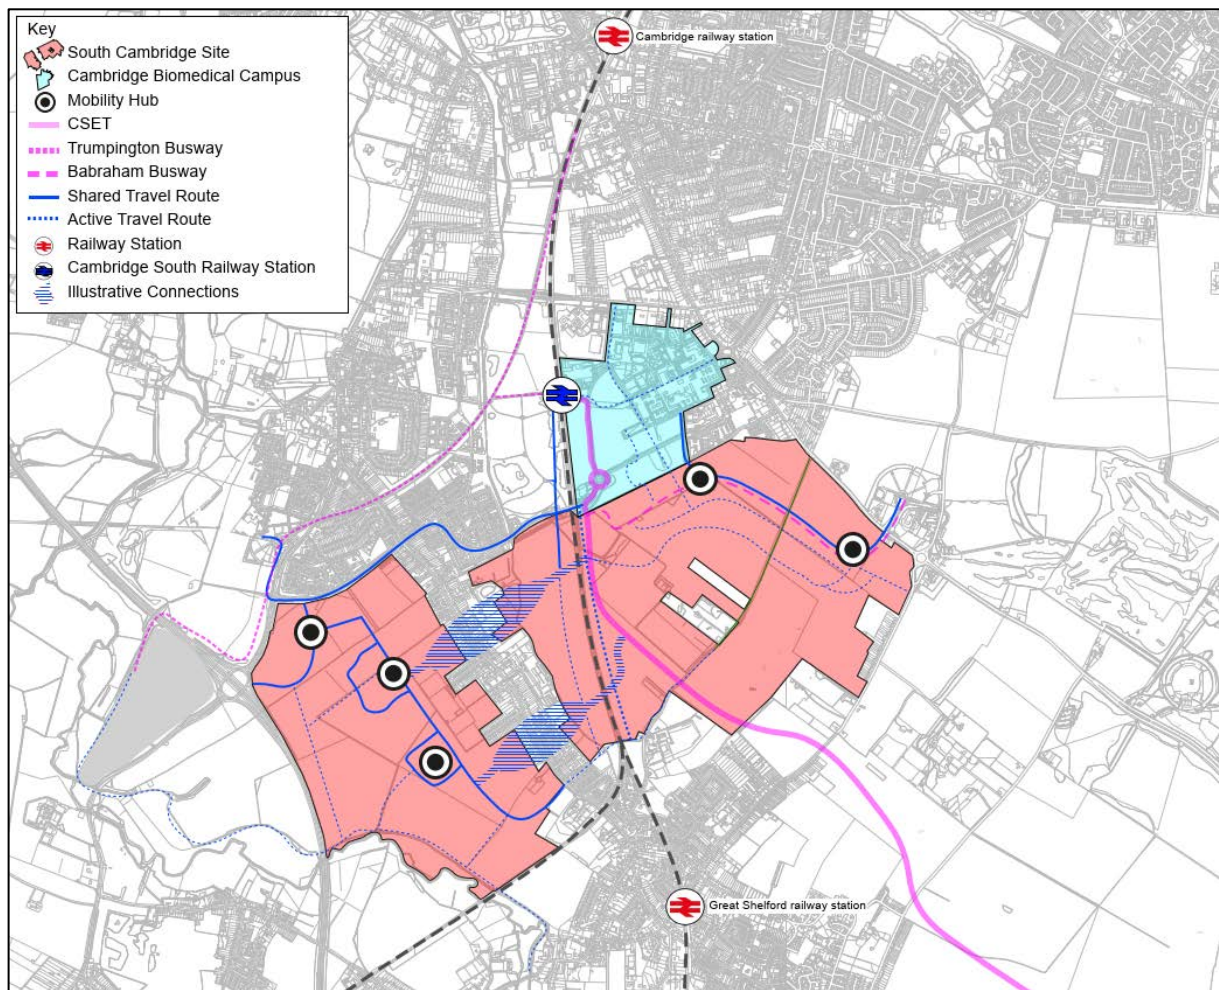 Key
South Cambridge Site
Cambridge Biomedical Campus
Mobility Hub
CSET
Trumpington Busway
Babraham Busway
Shared Travel Route
Active Travel Route
Railway Station
Cambridge South Railway Station
Illustrative Connections
Cambridge railway station
Great Shelford railway station